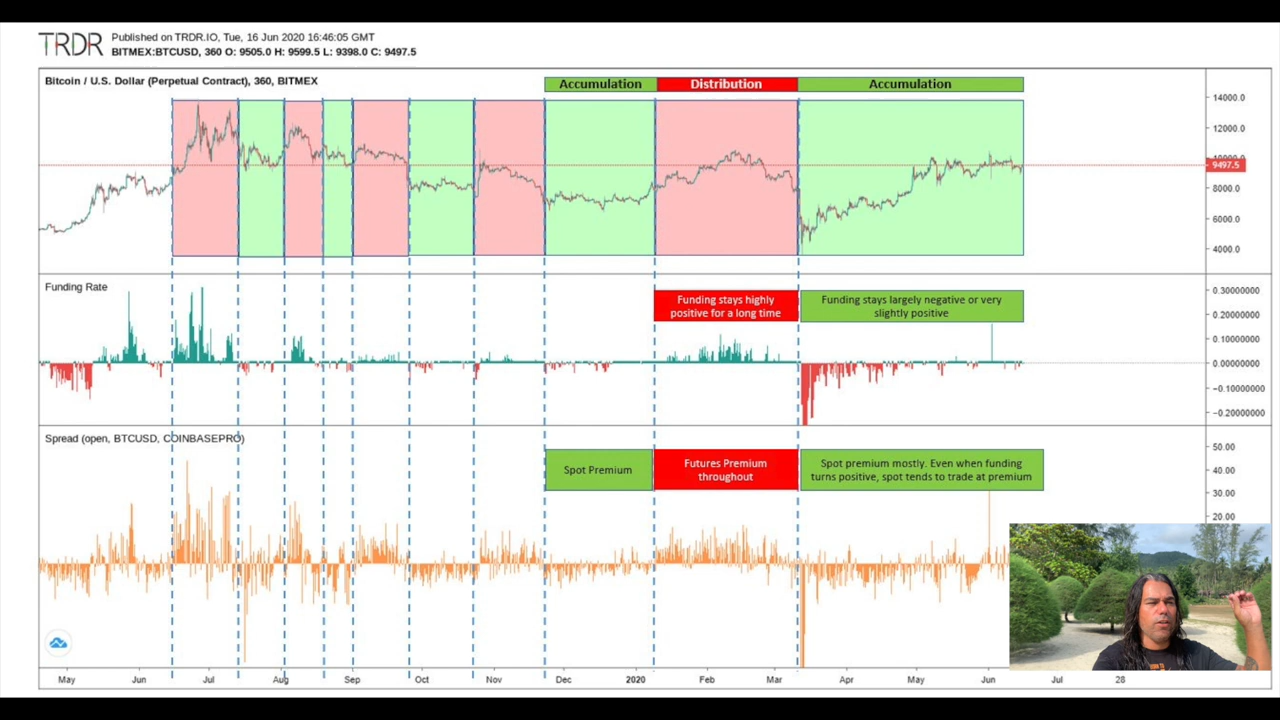 TRDR
Published on TRDR.IO, Tue, 16 Jun 2020 16:46:05 GMT
BITMEX:BTCUSD, 360 O: 9505.0 H: 9599.5 L: 9398.0 C: 9497.5
Bitcoin / U.S. Dollar (Perpetual Contract), 360, BITMEX
Accumulation
Distribution
Accumulation
14000.0
12000.0
10000.0
9497.5
8000.0
6000.0
4000.0
Funding Rate
Funding stays highly
positive for a long time
Funding stays largely negative or very
slightly positive
0.30000000
0.20000000
0.10000000
0.00000000
-0.10000000
-0.20000000
Spread (open, BTCUSD, COINBASEPRO)
Spot Premium
Futures Premium
throughout
Spot premium mostly. Even when funding
turns positive, spot tends to trade at premium
50.00
40.00
30.00
20.00
May Jun Jul Aug Sep Oct Nov Dec 2020 Feb Mar Apr May Jun Jul 28